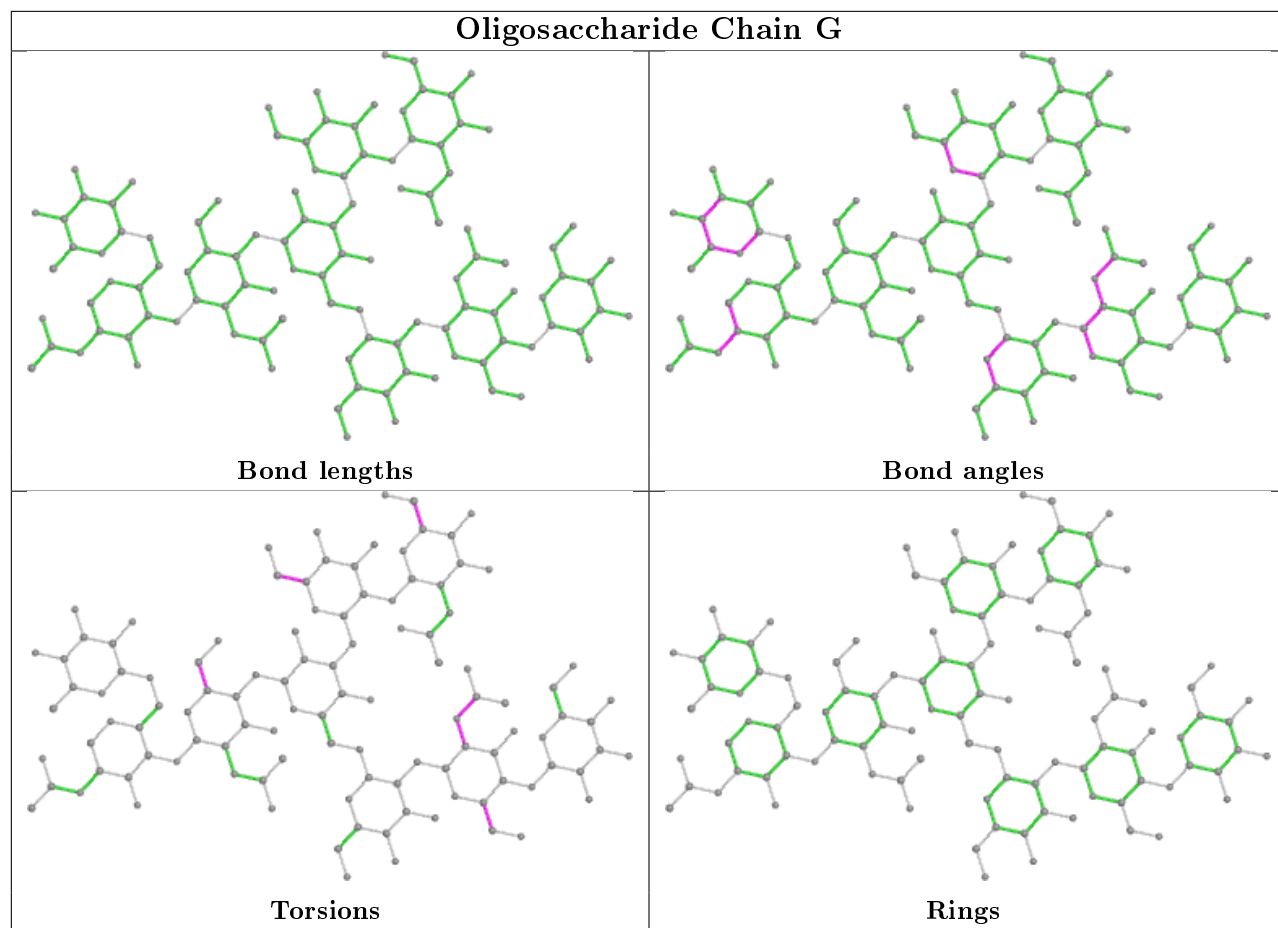 Oligosaccharide Chain G
Bond lengths
Bond angles
Torsions
Rings